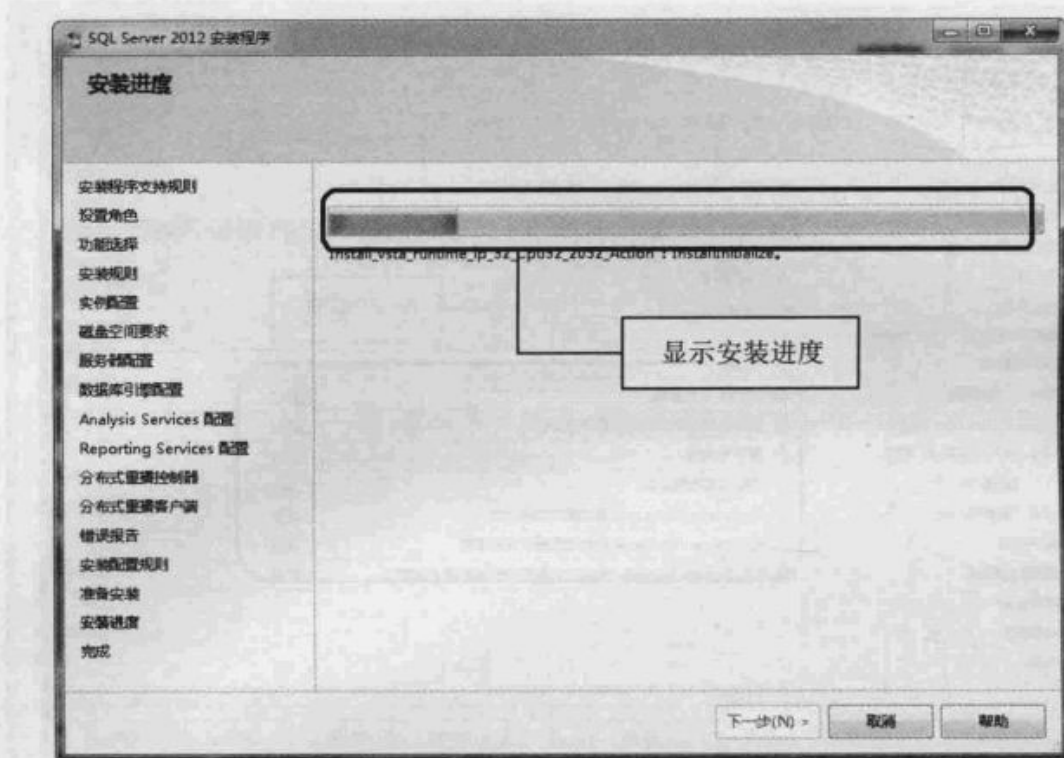 SQL Server 2012 安装程序
安装进度
安装程序支持规则
设置角色
功能选择
安装规则
实例配置
磁盘空间要求
服务器配置
数据库引擎配置
Analysis Services 配置
Reporting Services 配置
分布式重播控制器
分布式重播客户端
错误报告
安装配置规则
准备安装
安装进度
完成
Install_vsta_runtime_lp_32_Cpu32_2052_Action : InstallInitialize。
显示安装进度
下一步(N) >
取消
帮助